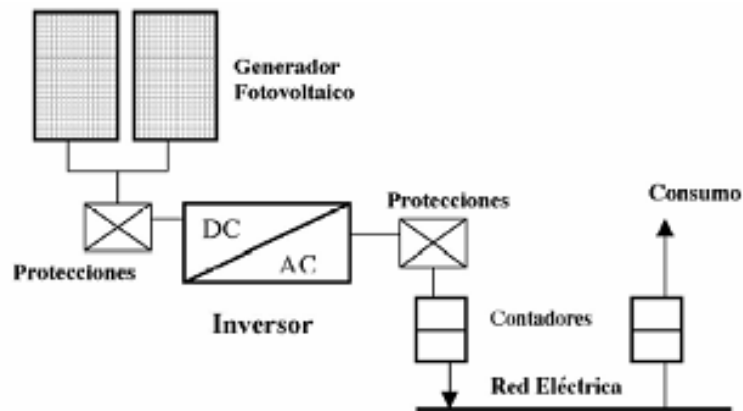 Generador
Fotovoltaico
Protecciones
Consumo
DC
AC
Protecciones
Inversor
Contadores
Red Eléctrica